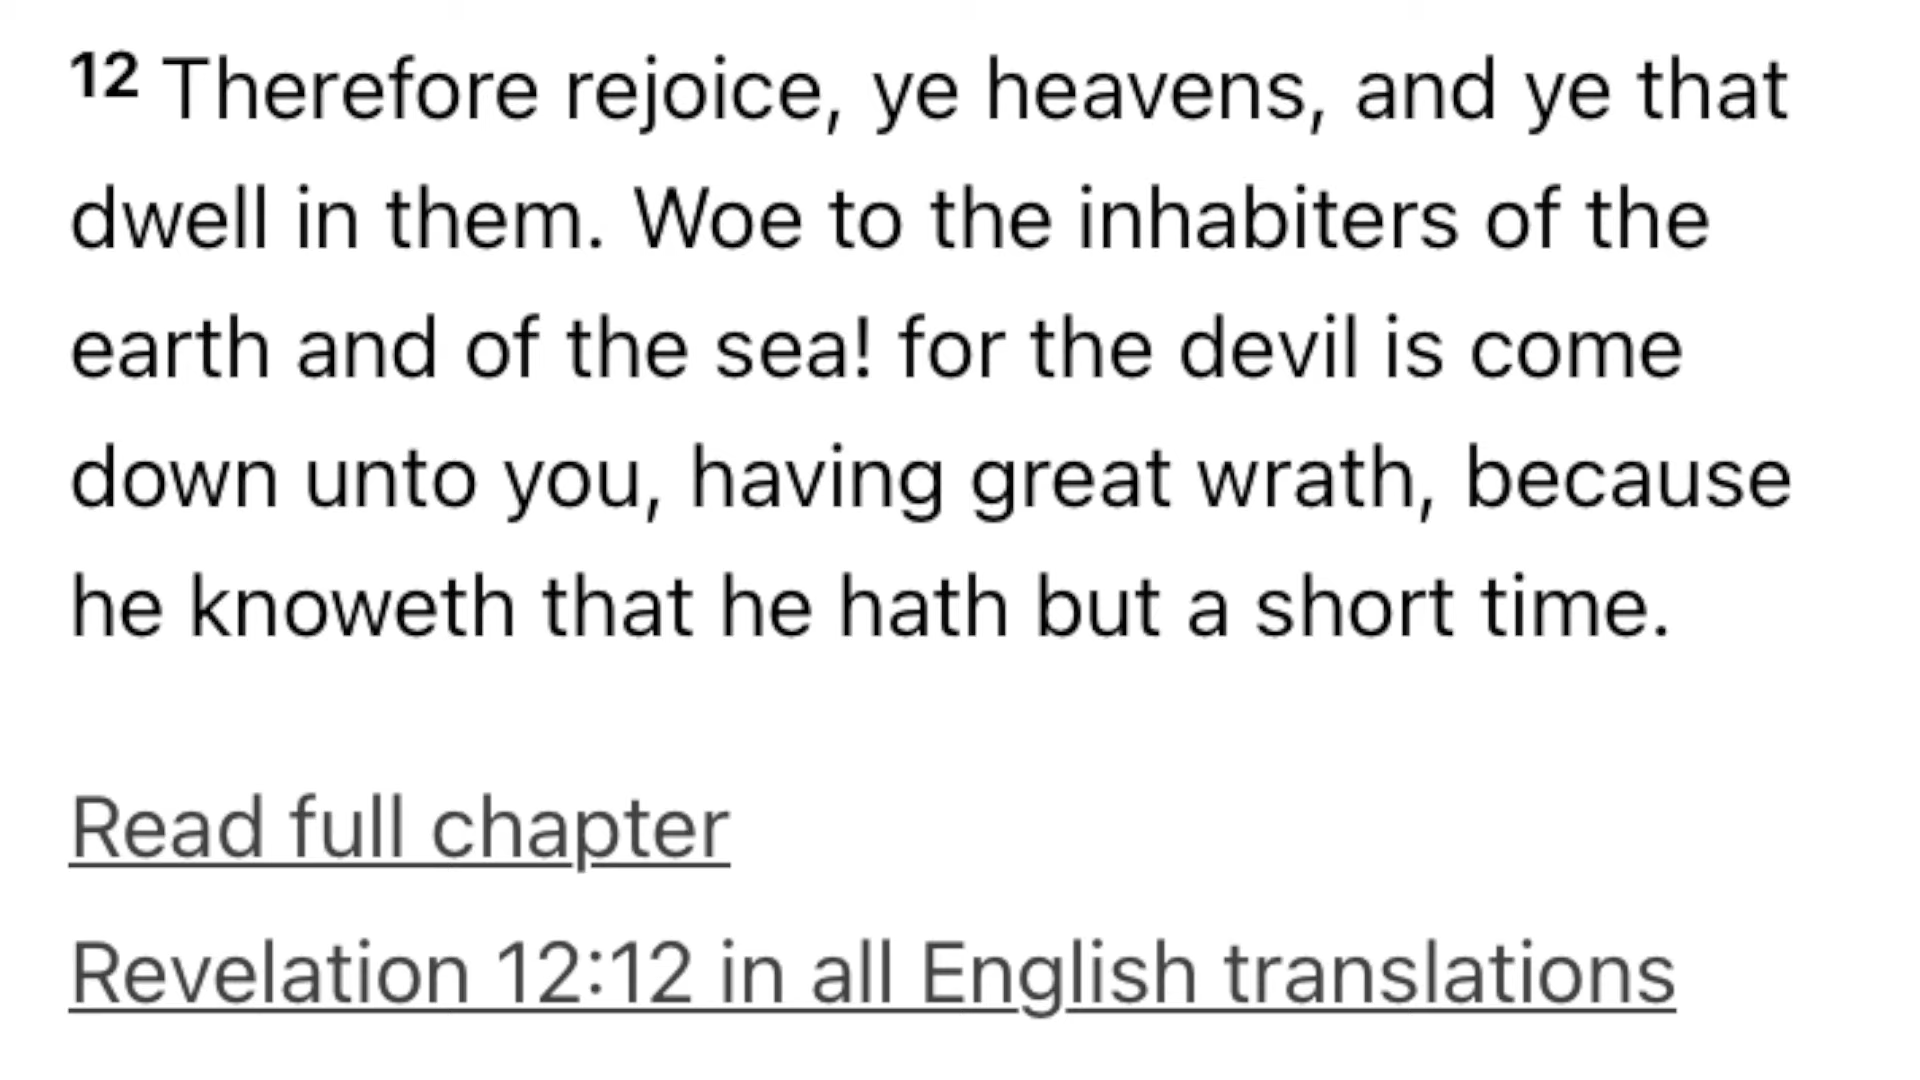 12 Therefore rejoice, ye heavens, and ye that
dwell in them. Woe to the inhabiters of the
earth and of the sea! for the devil is come
down unto you, having great wrath, because
he knoweth that he hath but a short time.
Read full chapter
Revelation 12:12 in all English translations